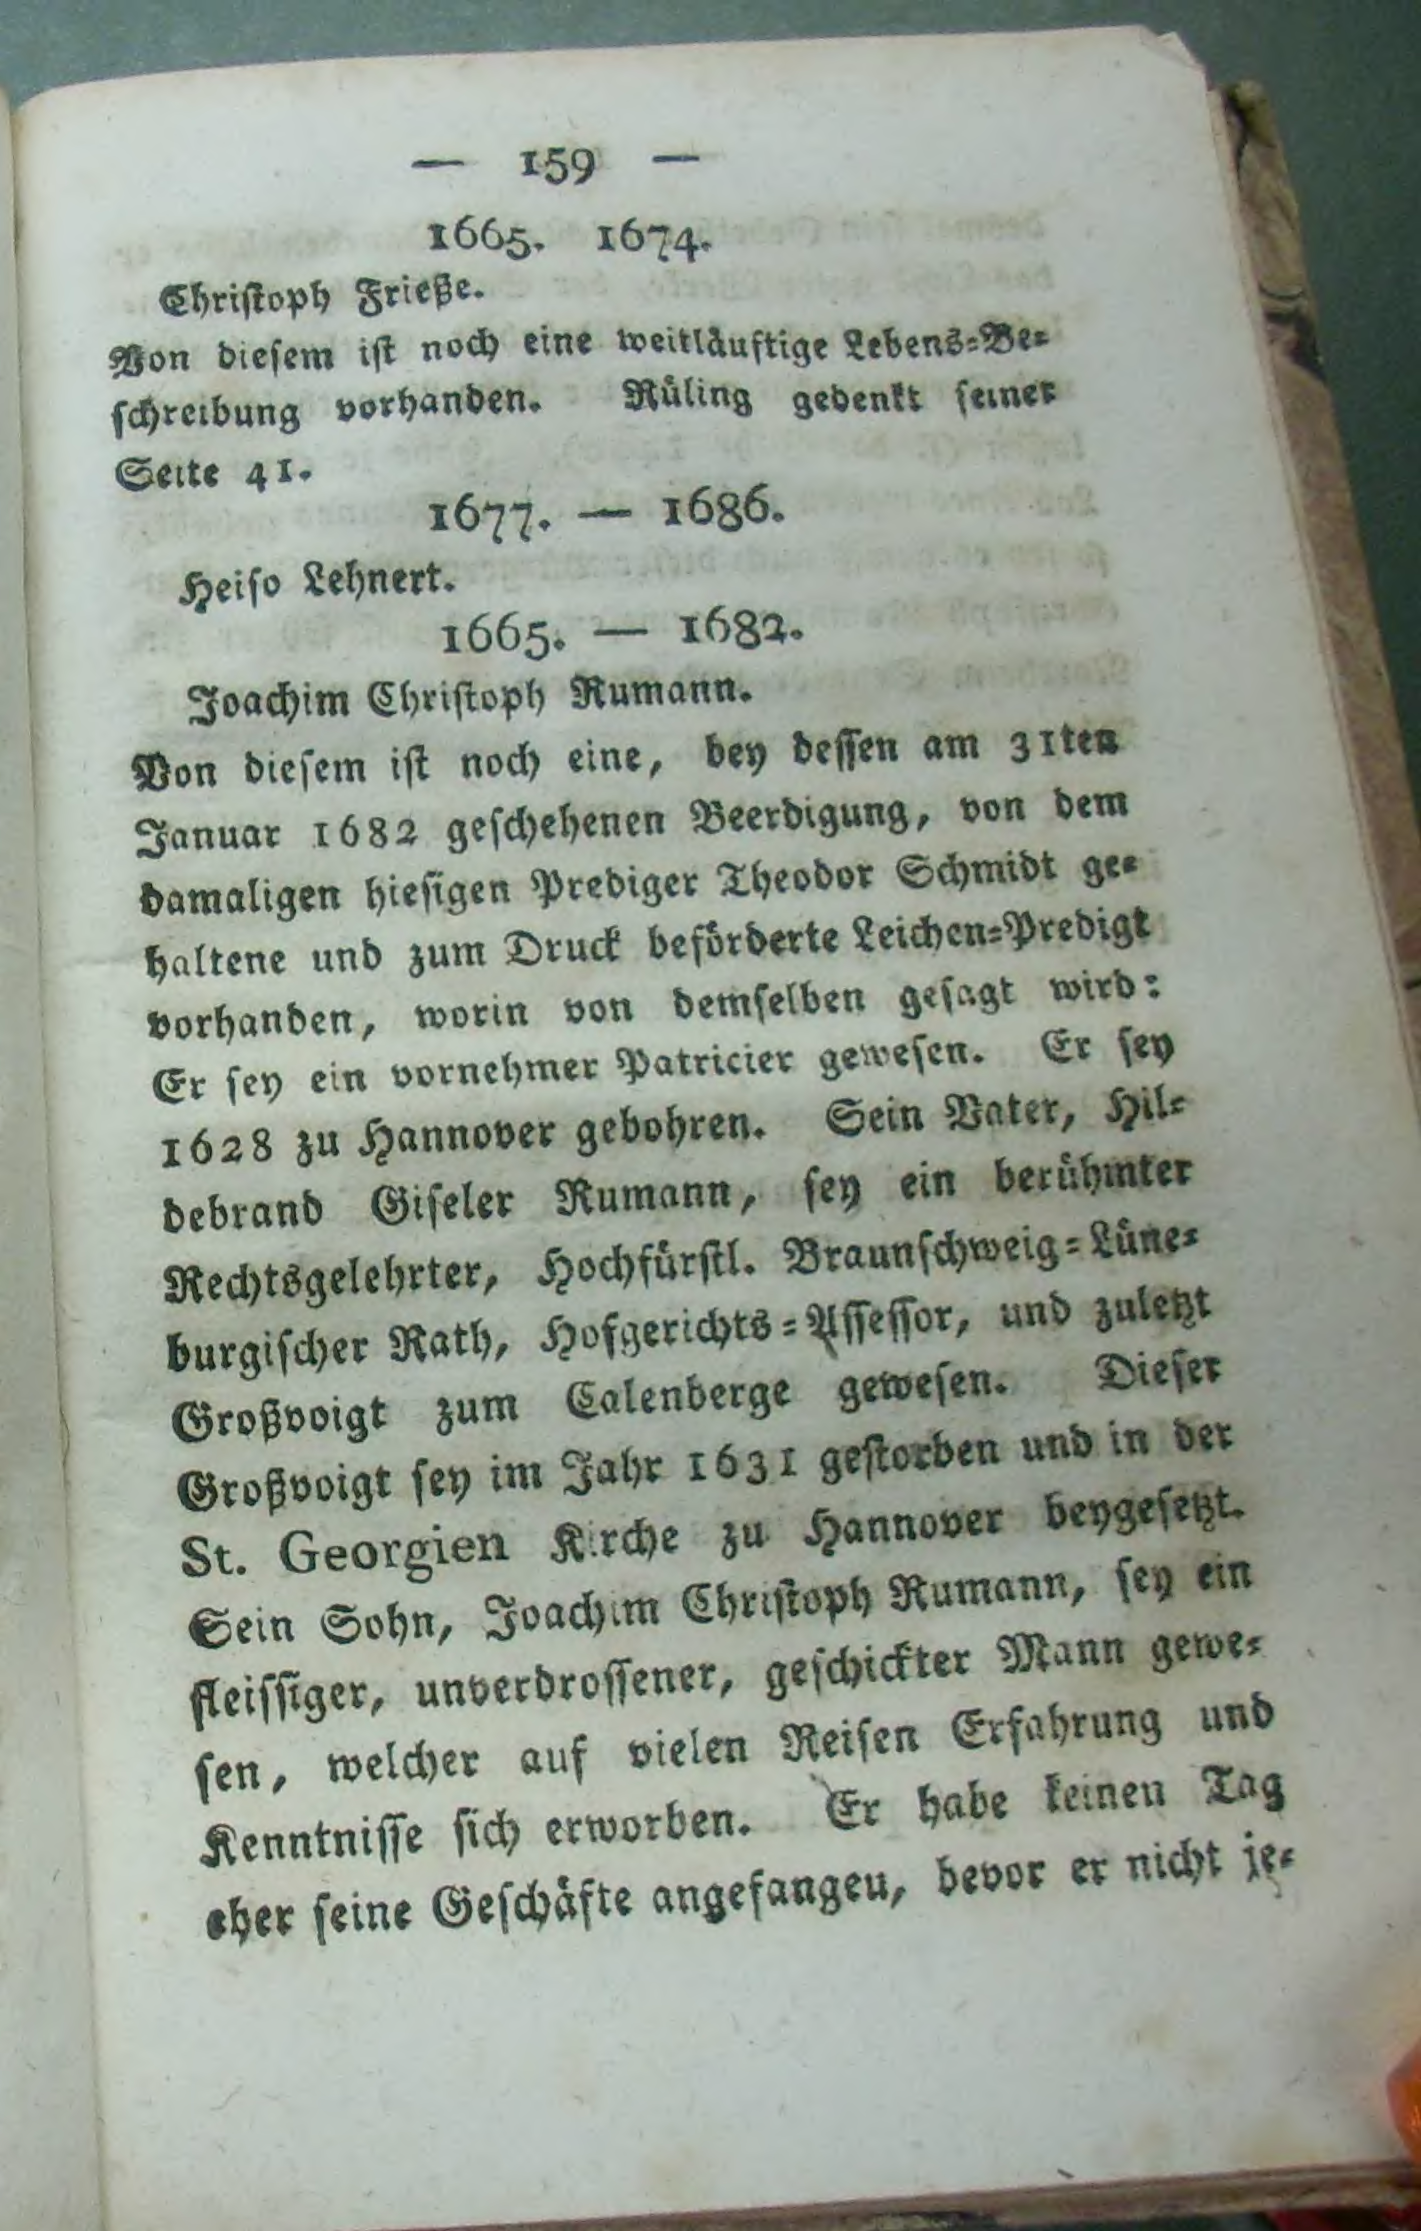 — 159 —
1665. 1674.
Christoph Frieße.
Von diesem ist noch eine weitläuftige Lebens-Be-
schreibung vorhanden. Rüling gedenkt seiner
Seite 41.
1677. — 1686.
Heiso Lehnert.
1665. — 1682.
Joachim Christoph Rumann.
Von diesem ist noch eine, bey dessen am 31ten
Januar 1682 geschehenen Beerdigung, von dem
damaligen hiesigen Prediger Theodor Schmidt ge-
haltene und zum Druck beförderte Leichen-Predigt
vorhanden, worin von demselben gesagt wird:
Er sey ein vornehmer Patricier gewesen. Er sey
1628 zu Hannover gebohren. Sein Vater, Hil-
debrand Giseler Rumann, sey ein berühmter
Rechtsgelehrter, Hochfürstl. Braunschweig-Lüne-
burgischer Rath, Hofgerichts-Assessor, und zuletzt
Großvoigt zum Calenberge gewesen. Dieser
Großvoigt sey im Jahr 1631 gestorben und in der
St. Georgien Kirche zu Hannover beygesetzt.
Sein Sohn, Joachim Christoph Rumann, sey ein
fleissiger, unverdrossener, geschickter Mann gewe-
sen, welcher auf vielen Reisen Erfahrung und
Kenntnisse sich erworben. Er habe keinen Tag
eher seine Geschäfte angefangeu, bevor er nicht je-